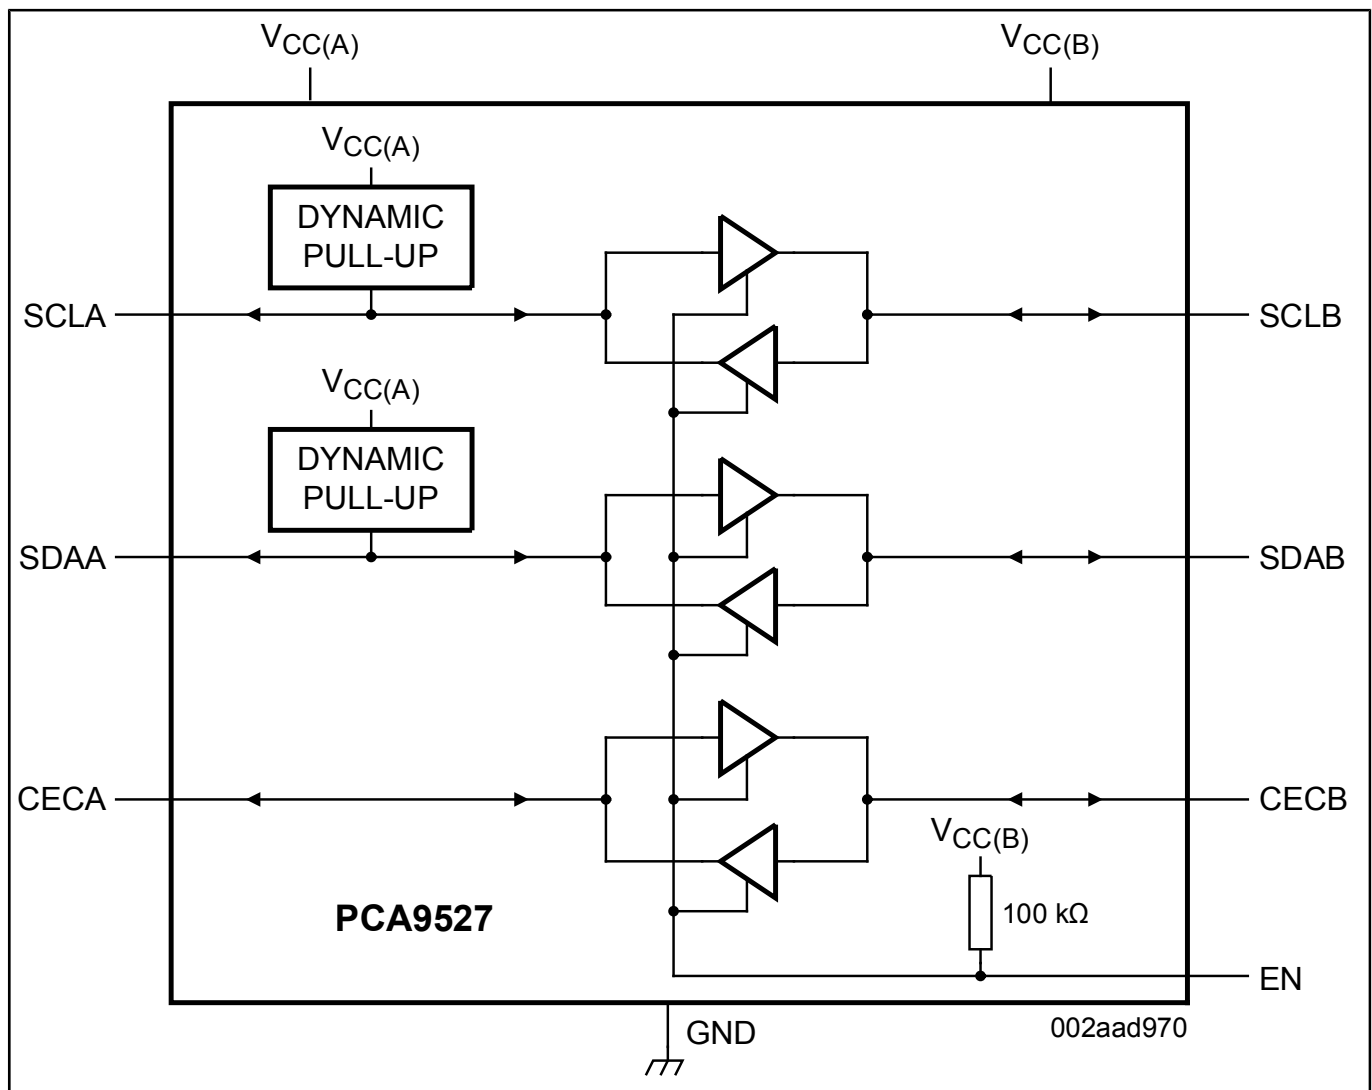 VCC(A)
VCC(B)
VCC(A)
DYNAMIC
PULL-UP
SCLA
SCLB
VCC(A)
DYNAMIC
PULL-UP
SDAA
SDAB
CECA
CECB
VCC(B)
PCA9527
100 kΩ
EN
GND
002aad970